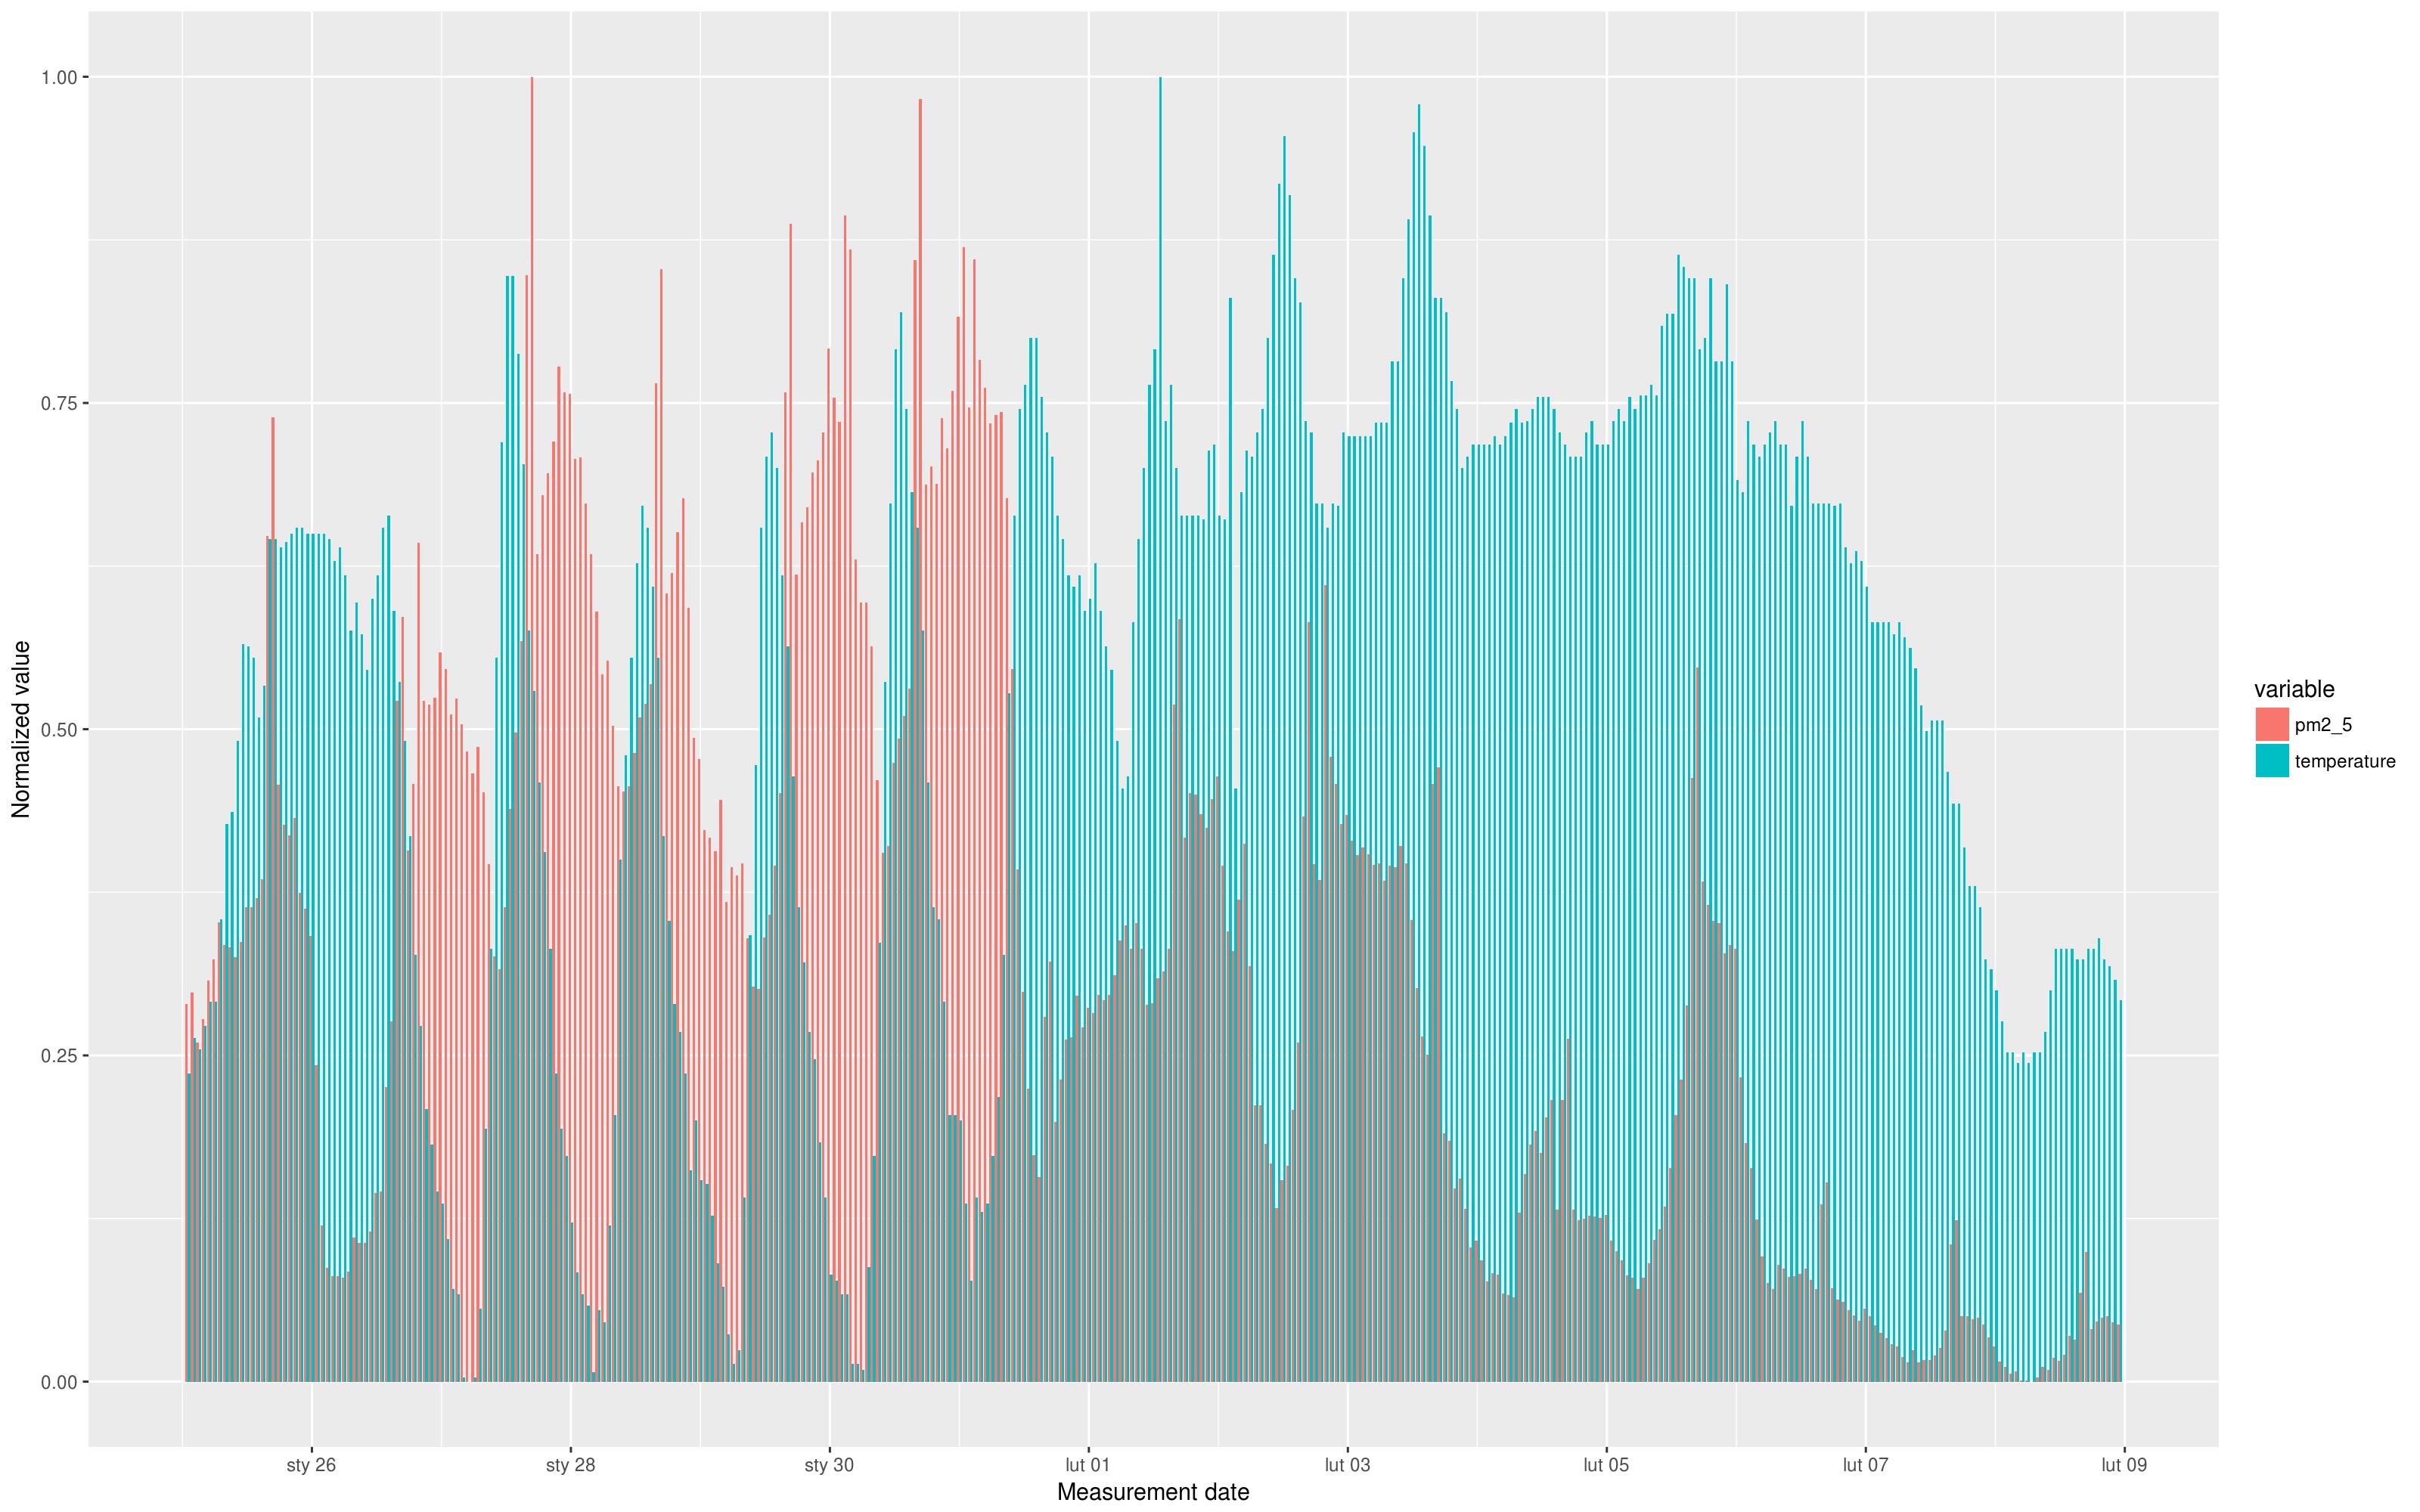 1.00
0.75
0.50
0.25
0.00
Normalized value
sty 26
sty 28
sty 30
lut 01
lut 03
lut 05
lut 07
lut 09
Measurement date
variable
pm2_5
temperature